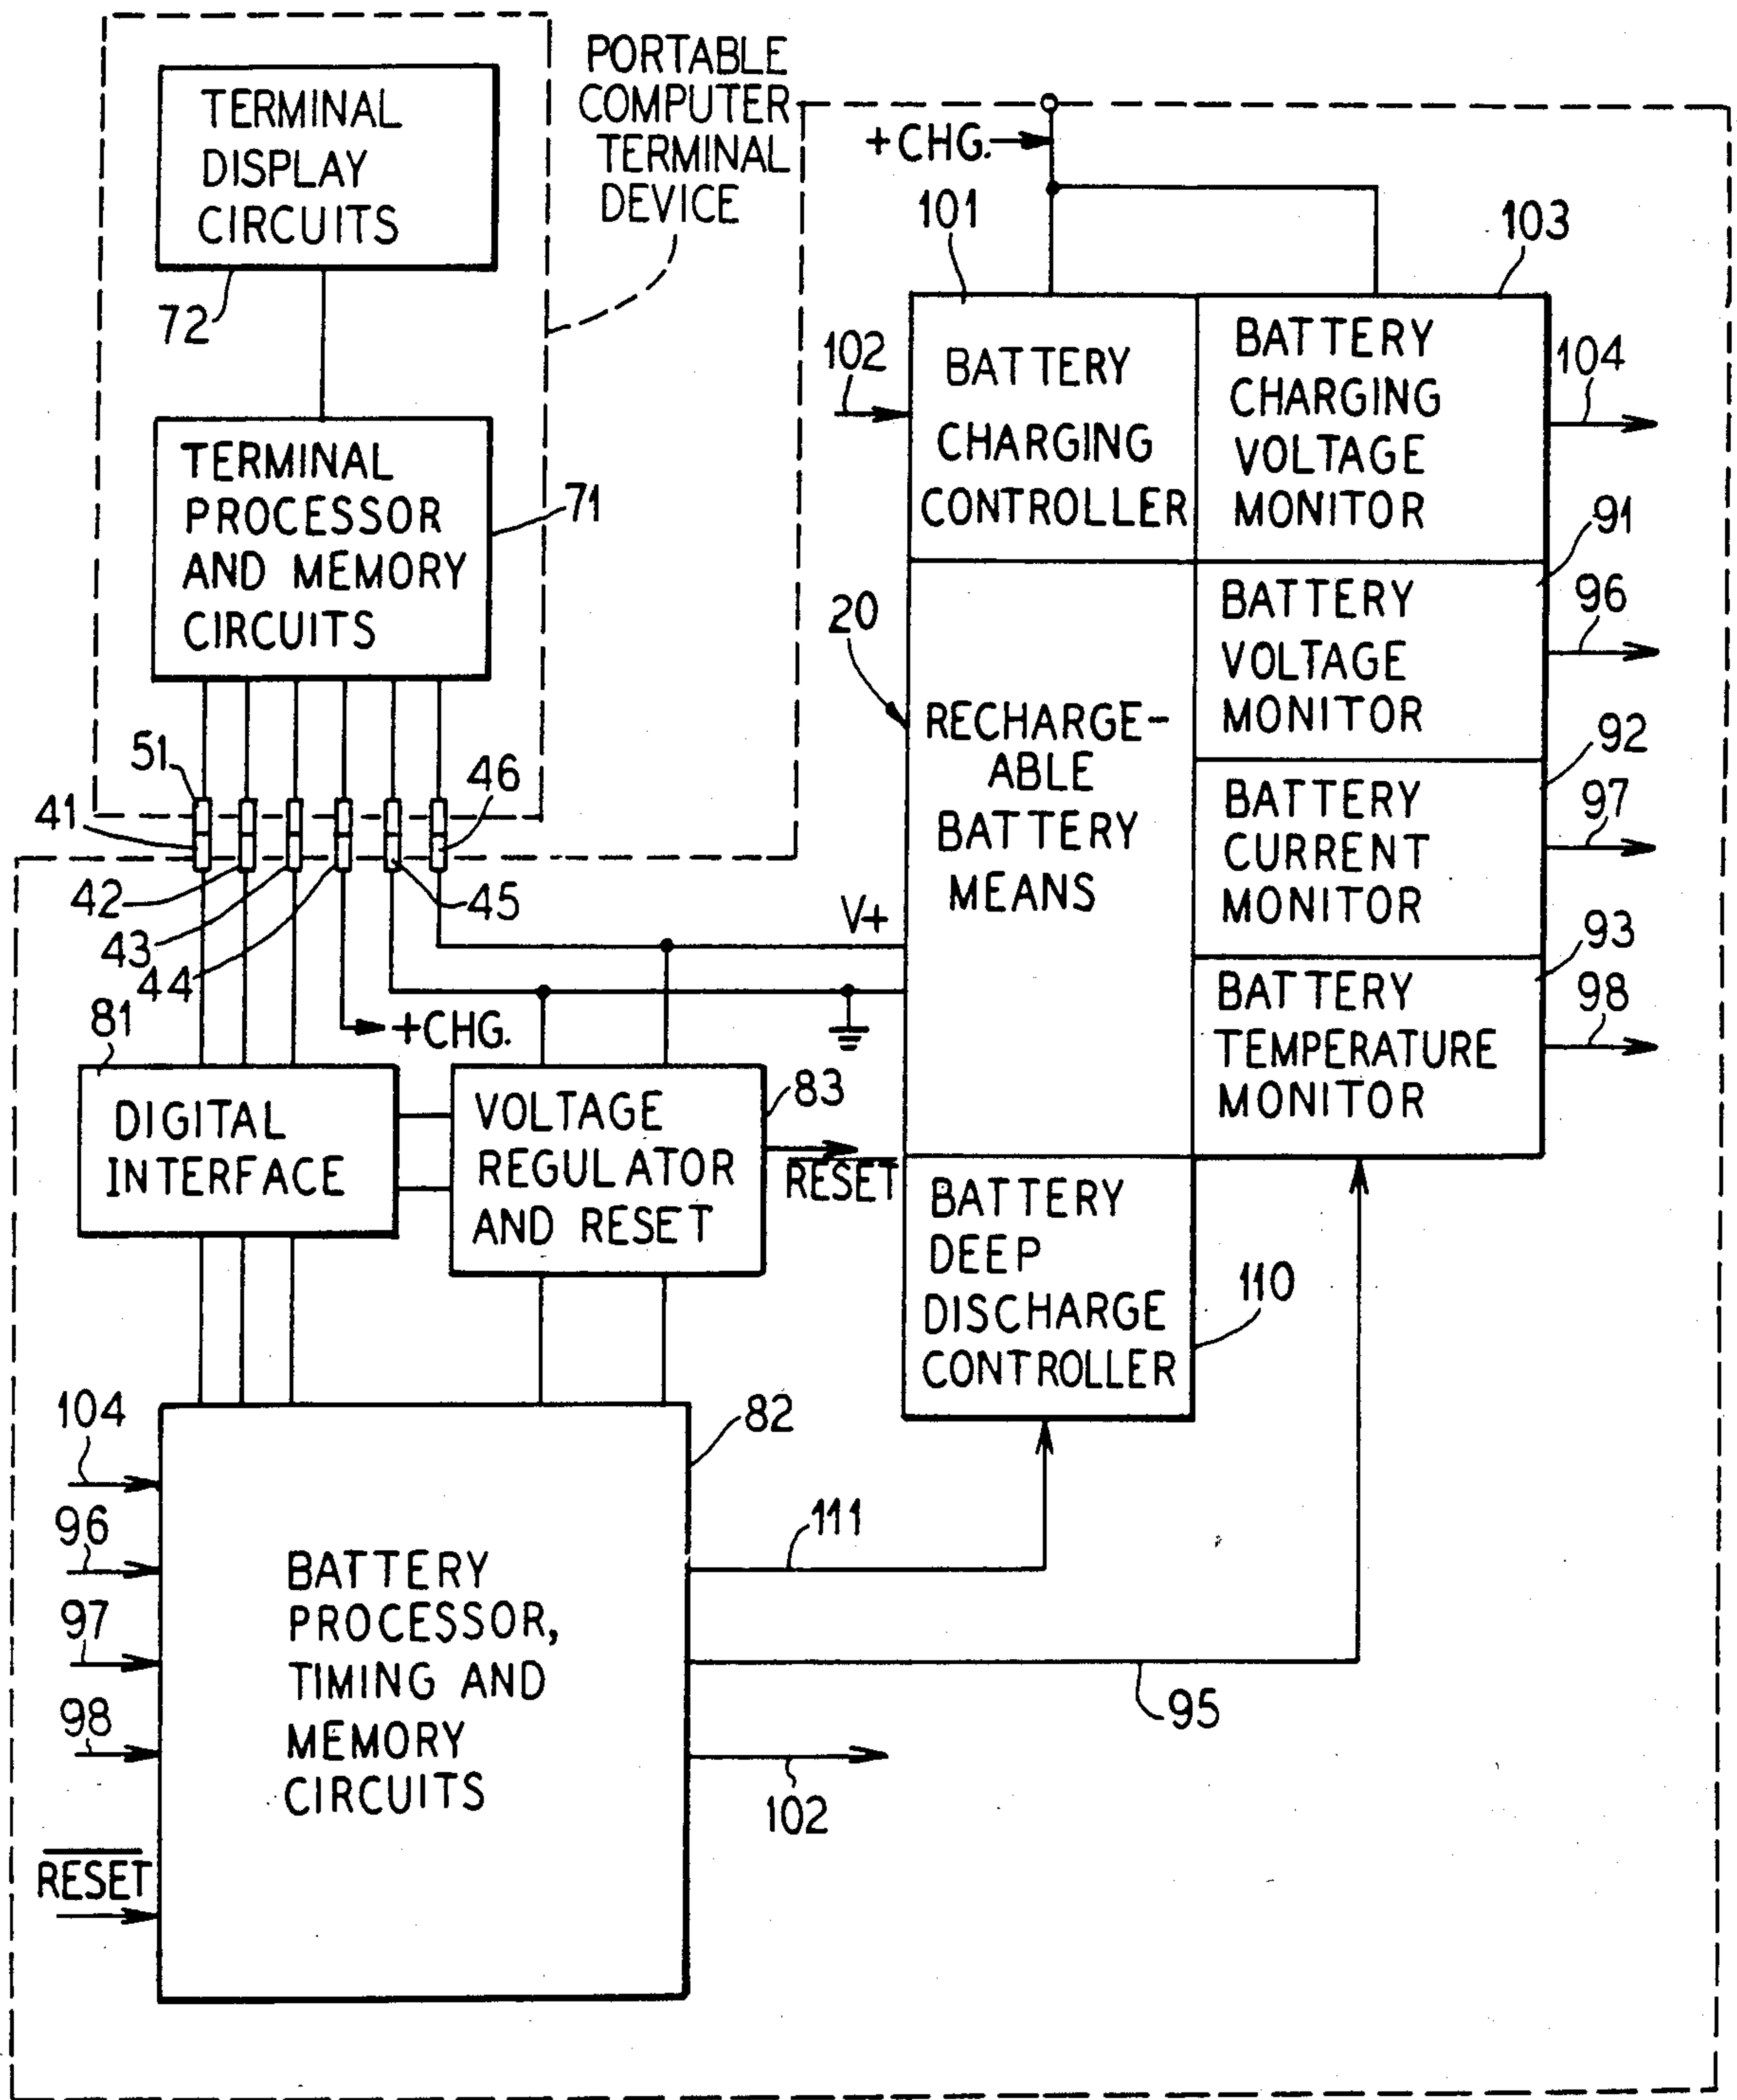 TERMINAL
DISPLAY
CIRCUITS
72
PORTABLE
COMPUTER
TERMINAL
DEVICE
TERMINAL
PROCESSOR
AND MEMORY
CIRCUITS
71
51
41
42
43
44
45
46
+CHG.
V+
81
DIGITAL
INTERFACE
VOLTAGE
REGULATOR
AND RESET
83
RESET
+CHG.
101
102
BATTERY
CHARGING
CONTROLLER
103
BATTERY
CHARGING
VOLTAGE
MONITOR
104
20
RECHARGE-
ABLE
BATTERY
MEANS
91
BATTERY
VOLTAGE
MONITOR
96
92
BATTERY
CURRENT
MONITOR
97
93
BATTERY
TEMPERATURE
MONITOR
98
BATTERY
DEEP
DISCHARGE
CONTROLLER
110
104
96
97
98
RESET
82
BATTERY
PROCESSOR,
TIMING AND
MEMORY
CIRCUITS
111
95
102